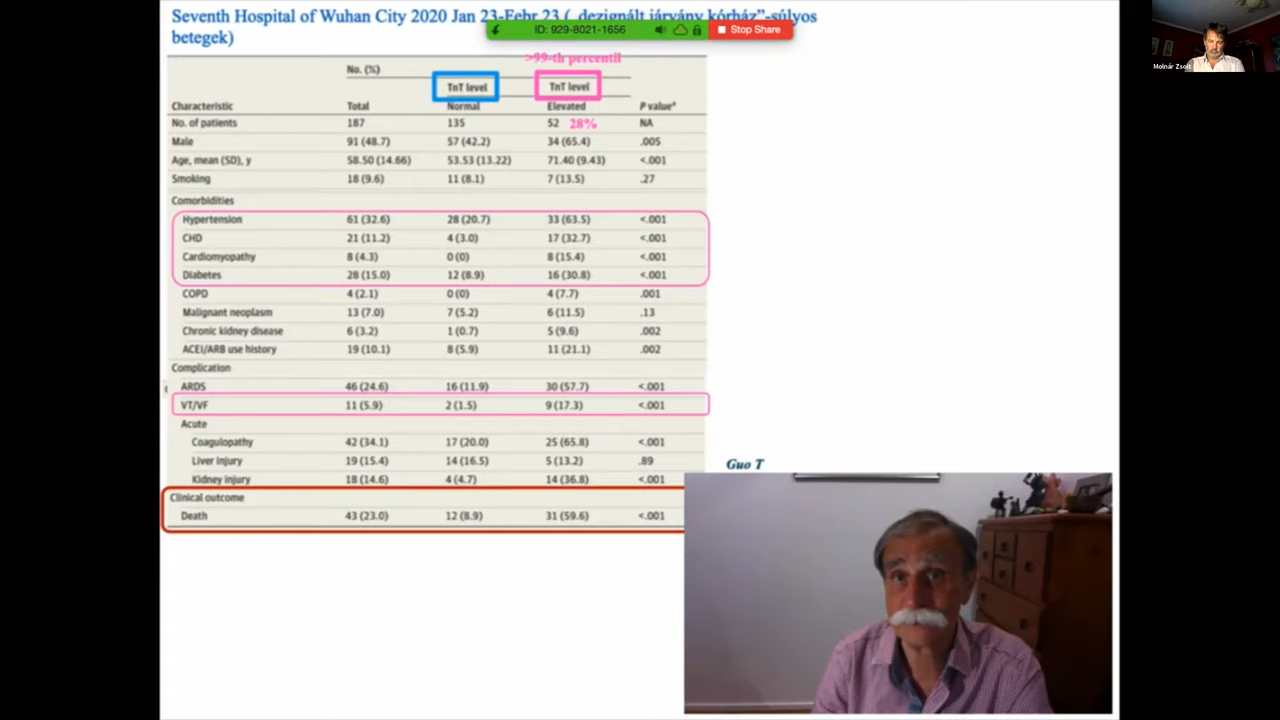 Seventh Hospital of Wuhan City 2020 Jan 23-Febr 23 („dezignált járvány kórház”-súlyos
betegek)
ID: 929-8021-1656
Stop Share
Molnár Zsolt
>99-th percentil
No. (%)
TnT level TnT level
Characteristic Total Normal Elevated P valueᵃ
No. of patients 187 135 52 28% NA
Male 91 (48.7) 57 (42.2) 34 (65.4) .005
Age, mean (SD), y 58.50 (14.66) 53.53 (13.22) 71.40 (9.43) <.001
Smoking 18 (9.6) 11 (8.1) 7 (13.5) .27
Comorbidities
Hypertension 61 (32.6) 28 (20.7) 33 (63.5) <.001
CHD 21 (11.2) 4 (3.0) 17 (32.7) <.001
Cardiomyopathy 8 (4.3) 0 (0) 8 (15.4) <.001
Diabetes 28 (15.0) 12 (8.9) 16 (30.8) <.001
COPD 4 (2.1) 0 (0) 4 (7.7) .001
Malignant neoplasm 13 (7.0) 7 (5.2) 6 (11.5) .13
Chronic kidney disease 6 (3.2) 1 (0.7) 5 (9.6) .002
ACEI/ARB use history 19 (10.1) 8 (5.9) 11 (21.1) .002
Complication
ARDS 46 (24.6) 16 (11.9) 30 (57.7) <.001
VT/VF 11 (5.9) 2 (1.5) 9 (17.3) <.001
Acute
Coagulopathy 42 (34.1) 17 (20.0) 25 (65.8) <.001
Liver Injury 19 (15.4) 14 (16.5) 5 (13.2) .89
Kidney injury 18 (14.6) 4 (4.7) 14 (36.8) <.001
Clinical outcome
Death 43 (23.0) 12 (8.9) 31 (59.6) <.001
Guo T